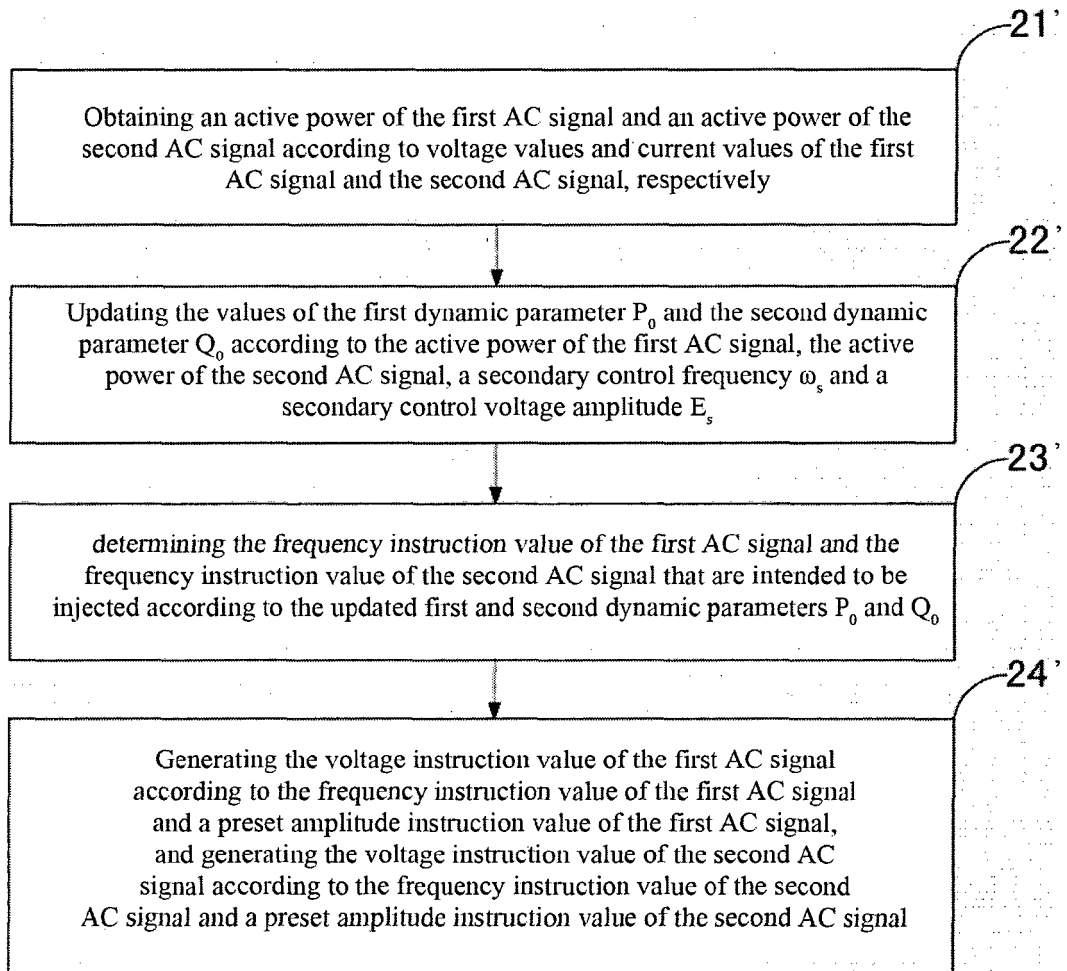 21'
Obtaining an active power of the first AC signal and an active power of the
second AC signal according to voltage values and current values of the first
AC signal and the second AC signal, respectively
22'
Updating the values of the first dynamic parameter P₀ and the second dynamic
parameter Q₀ according to the active power of the first AC signal, the active
power of the second AC signal, a secondary control frequency ωₛ and a
secondary control voltage amplitude Eₛ
23'
determining the frequency instruction value of the first AC signal and the
frequency instruction value of the second AC signal that are intended to be
injected according to the updated first and second dynamic parameters P₀ and Q₀
24'
Generating the voltage instruction value of the first AC signal
according to the frequency instruction value of the first AC signal
and a preset amplitude instruction value of the first AC signal,
and generating the voltage instruction value of the second AC
signal according to the frequency instruction value of the second
AC signal and a preset amplitude instruction value of the second AC signal